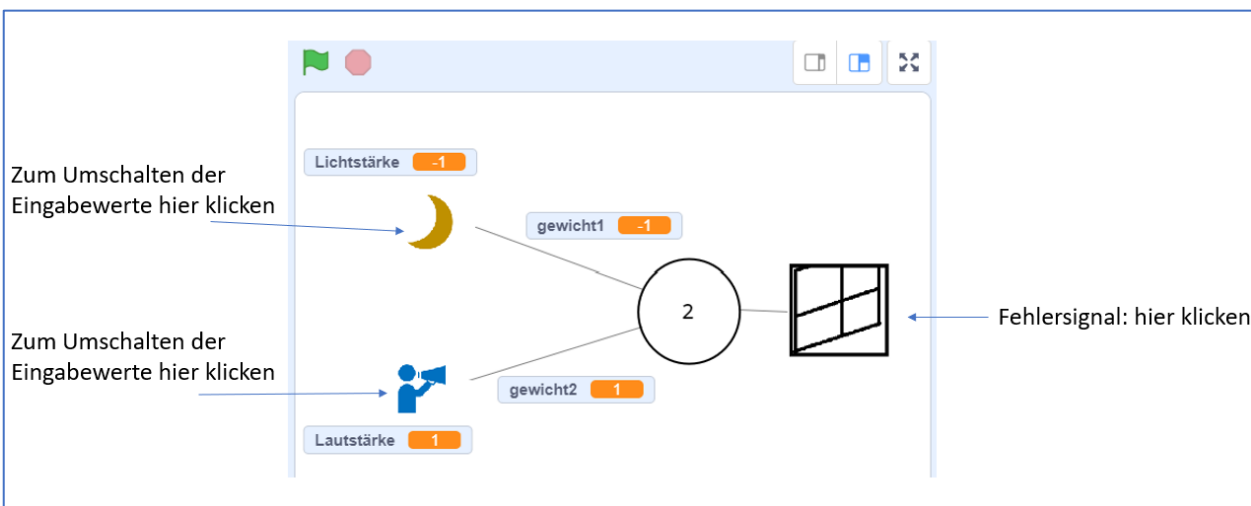 Lichtstärke -1
Zum Umschalten der
Eingabewerte hier klicken
gewicht1 -1
2
Fehlersignal: hier klicken
Zum Umschalten der
Eingabewerte hier klicken
gewicht2 1
Lautstärke 1